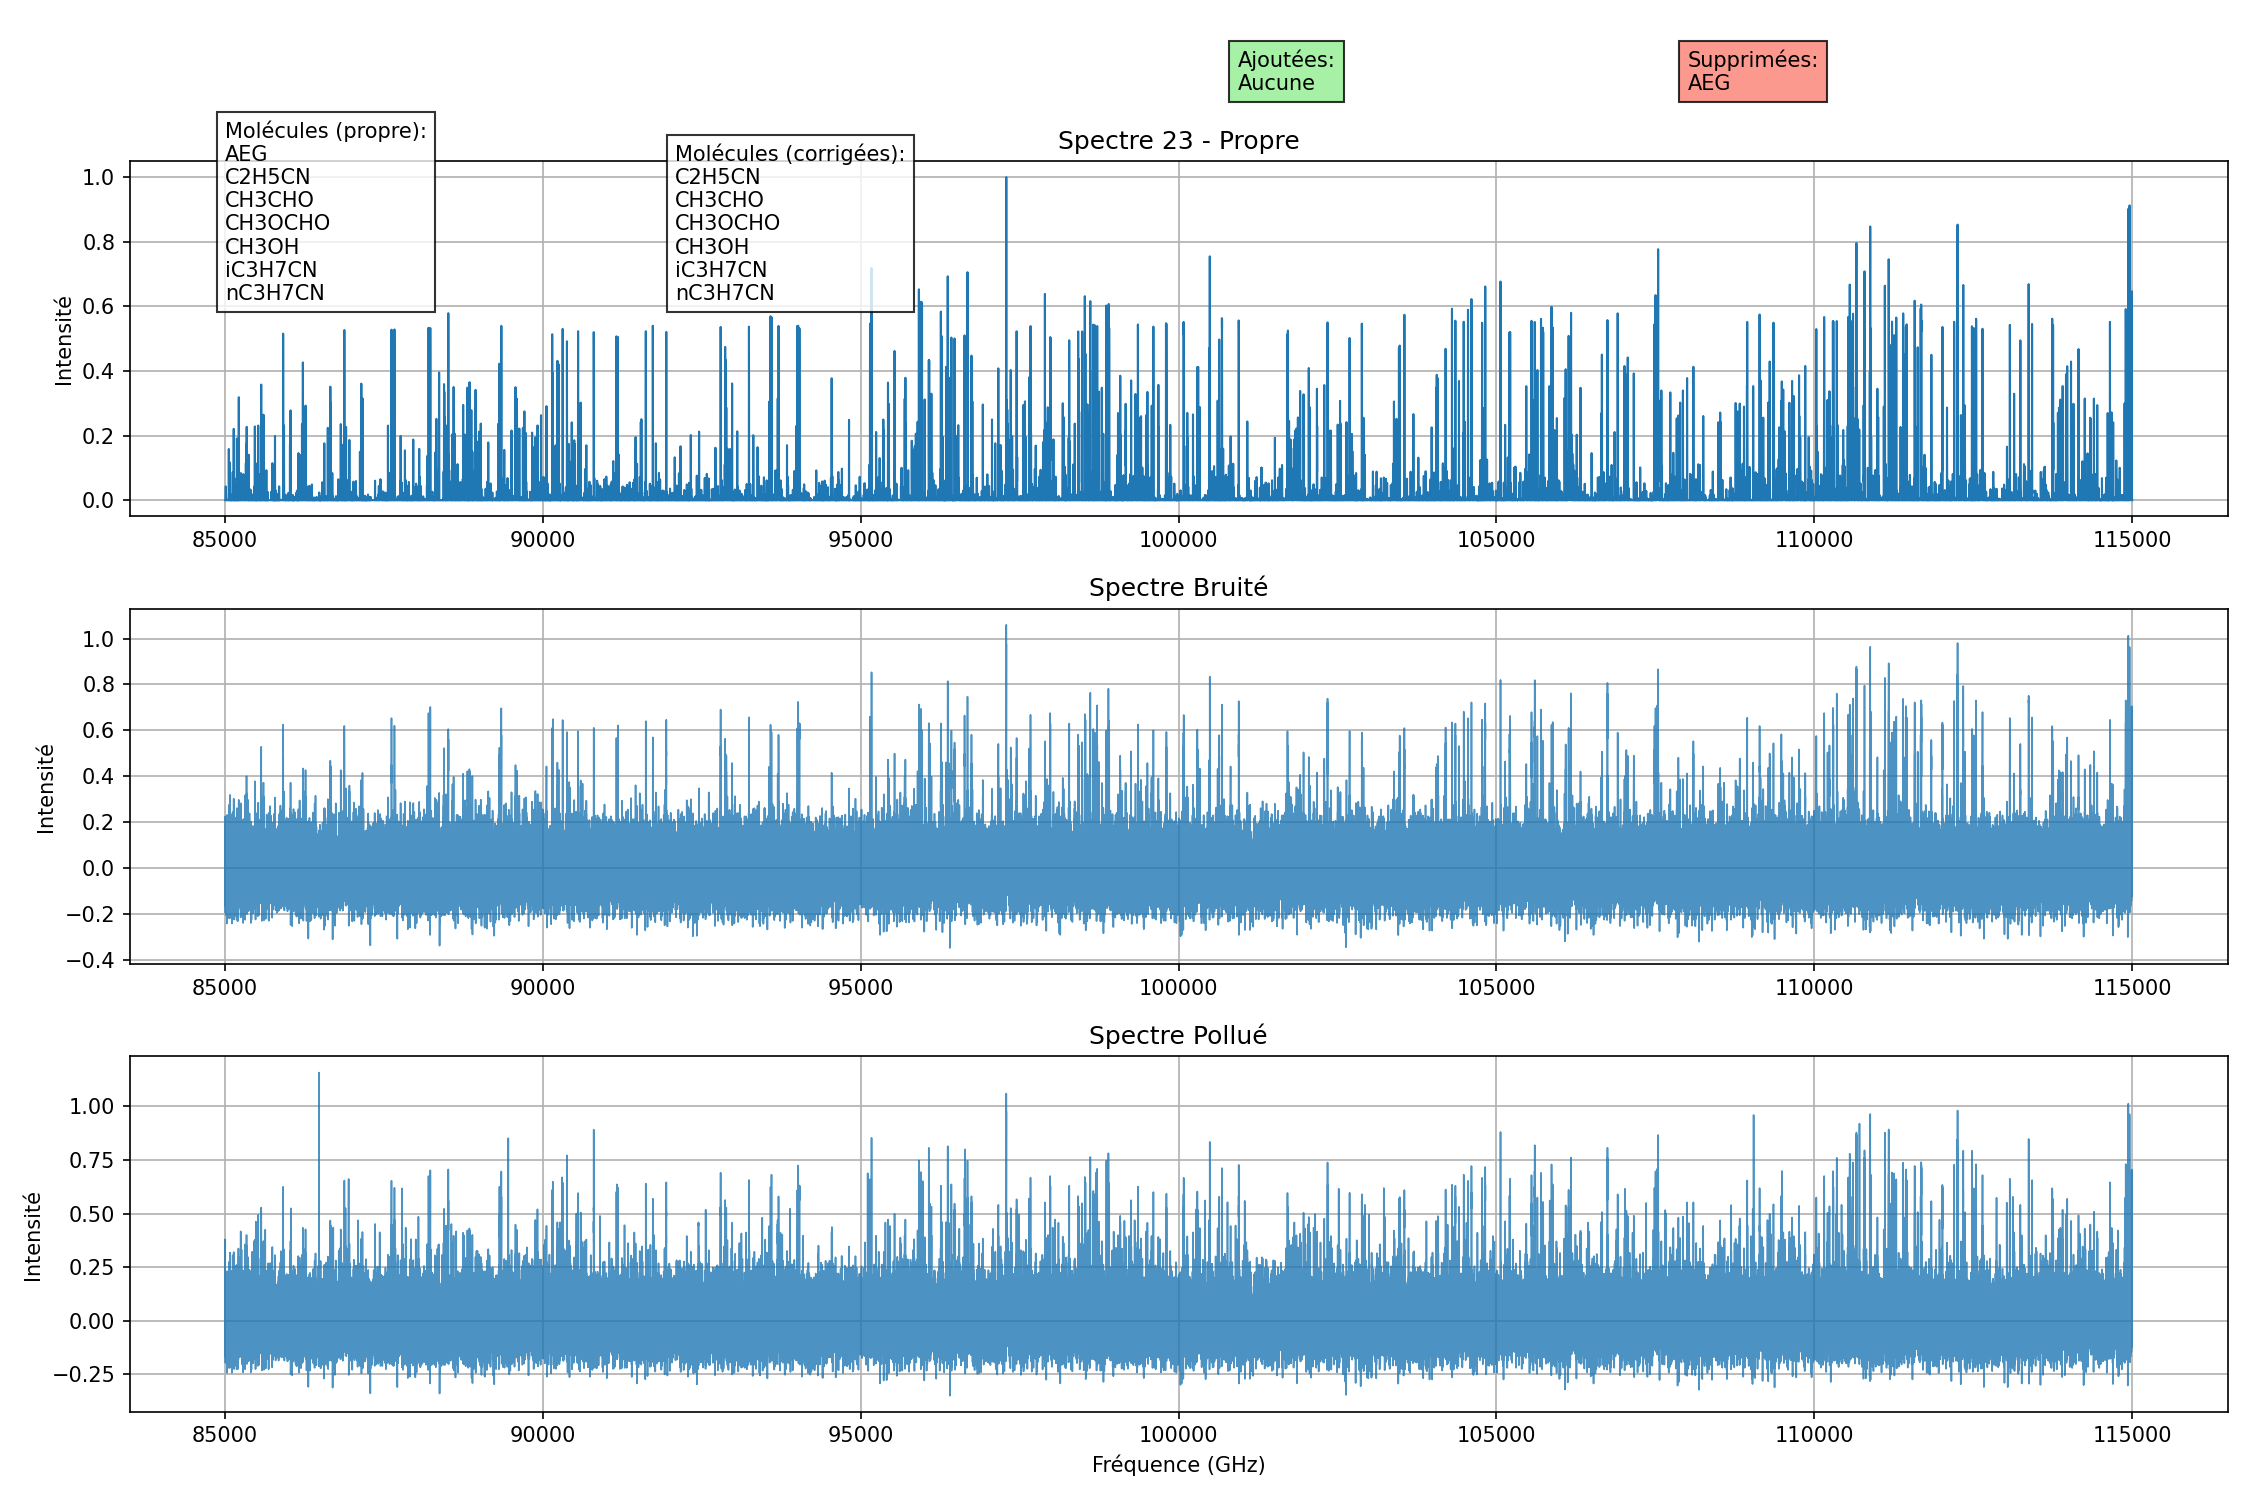 Ajoutées:
Aucune
Supprimées:
AEG
Molécules (propre):
AEG
C2H5CN
CH3CHO
CH3OCHO
CH3OH
iC3H7CN
nC3H7CN
Molécules (corrigées):
C2H5CN
CH3CHO
CH3OCHO
CH3OH
iC3H7CN
nC3H7CN
Spectre 23 - Propre
Intensité
1.0
0.8
0.6
0.4
0.2
0.0
85000 90000 95000 100000 105000 110000 115000
Spectre Bruité
Intensité
1.0
0.8
0.6
0.4
0.2
0.0
−0.2
−0.4
85000 90000 95000 100000 105000 110000 115000
Spectre Pollué
Intensité
1.00
0.75
0.50
0.25
0.00
−0.25
85000 90000 95000 100000 105000 110000 115000
Fréquence (GHz)